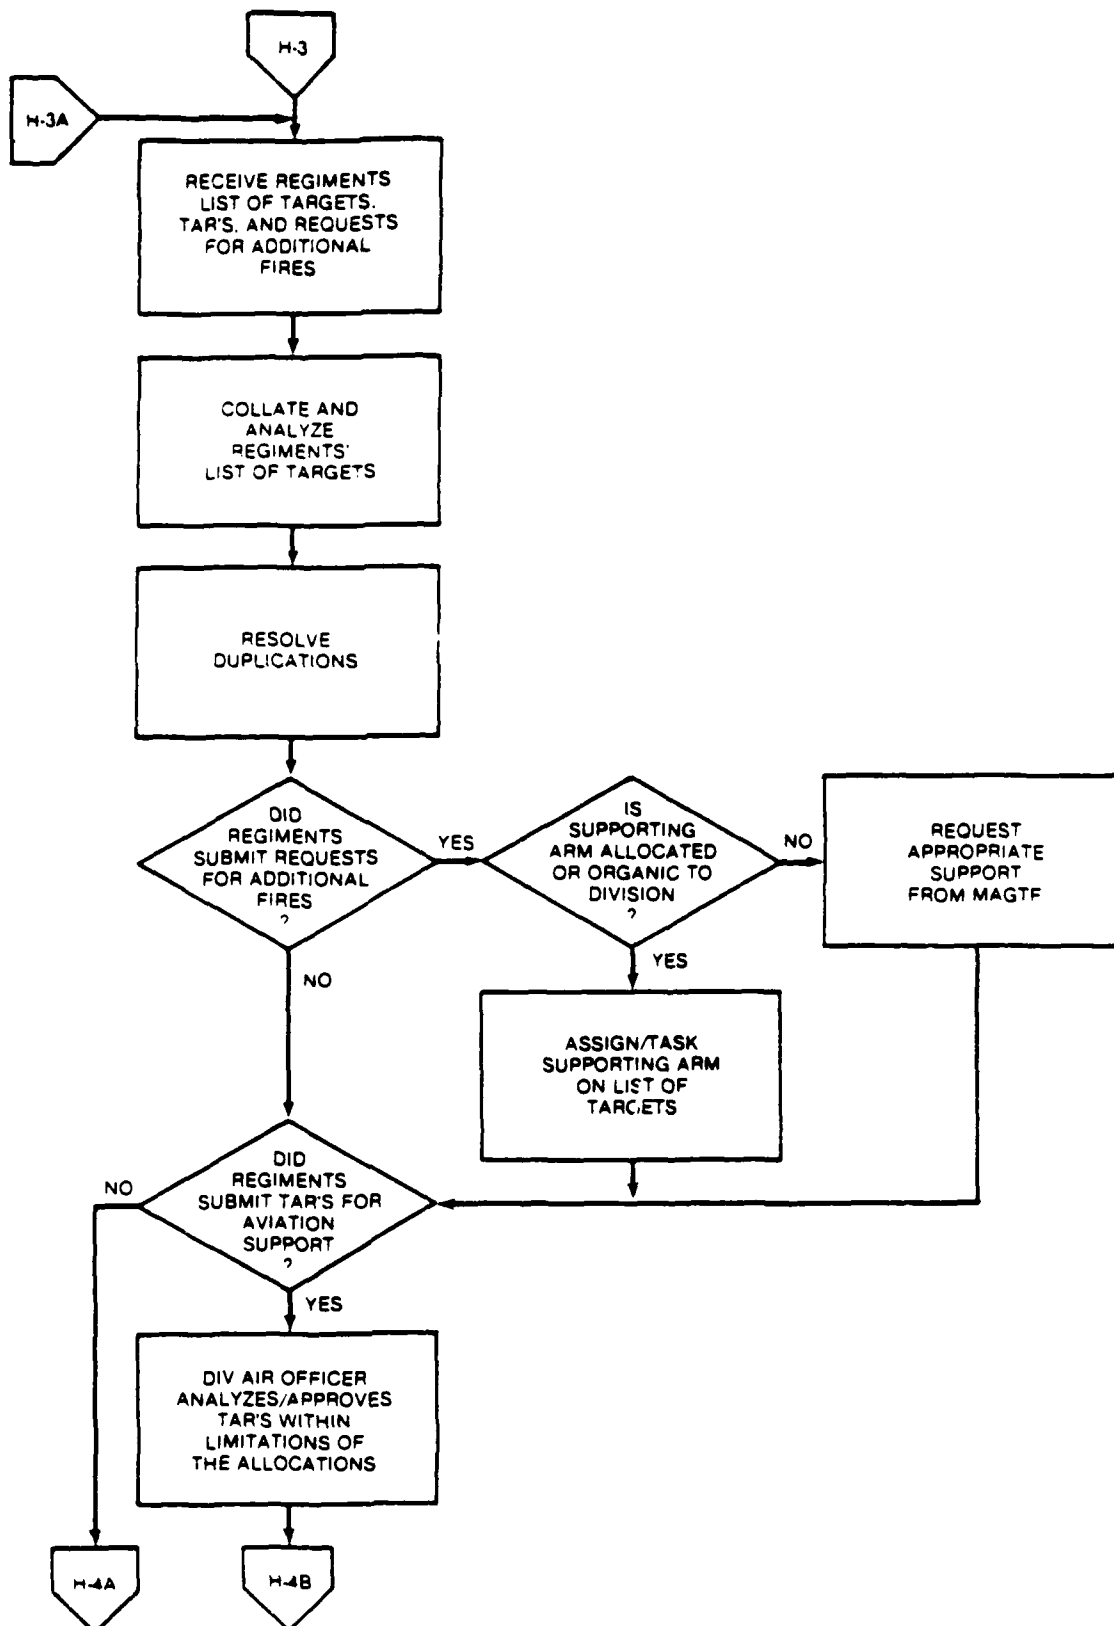 H-3
H-3A
RECEIVE REGIMENTS
LIST OF TARGETS.
TAR'S. AND REQUESTS
FOR ADDITIONAL
FIRES
COLLATE AND
ANALYZE
REGIMENTS'
LIST OF TARGETS
RESOLVE
DUPLICATIONS
DID
REGIMENTS
SUBMIT REQUESTS
FOR ADDITIONAL
FIRES
?
YES
IS
SUPPORTING
ARM ALLOCATED
OR ORGANIC TO
DIVISION
?
NO
REQUEST
APPROPRIATE
SUPPORT
FROM MAGTF
NO
YES
ASSIGN/TASK
SUPPORTING ARM
ON LIST OF
TARGETS
DID
REGIMENTS
SUBMIT TAR'S FOR
AVIATION
SUPPORT
?
NO
YES
DIV AIR OFFICER
ANALYZES/APPROVES
TAR'S WITHIN
LIMITATIONS OF
THE ALLOCATIONS
H-4A
H-4B